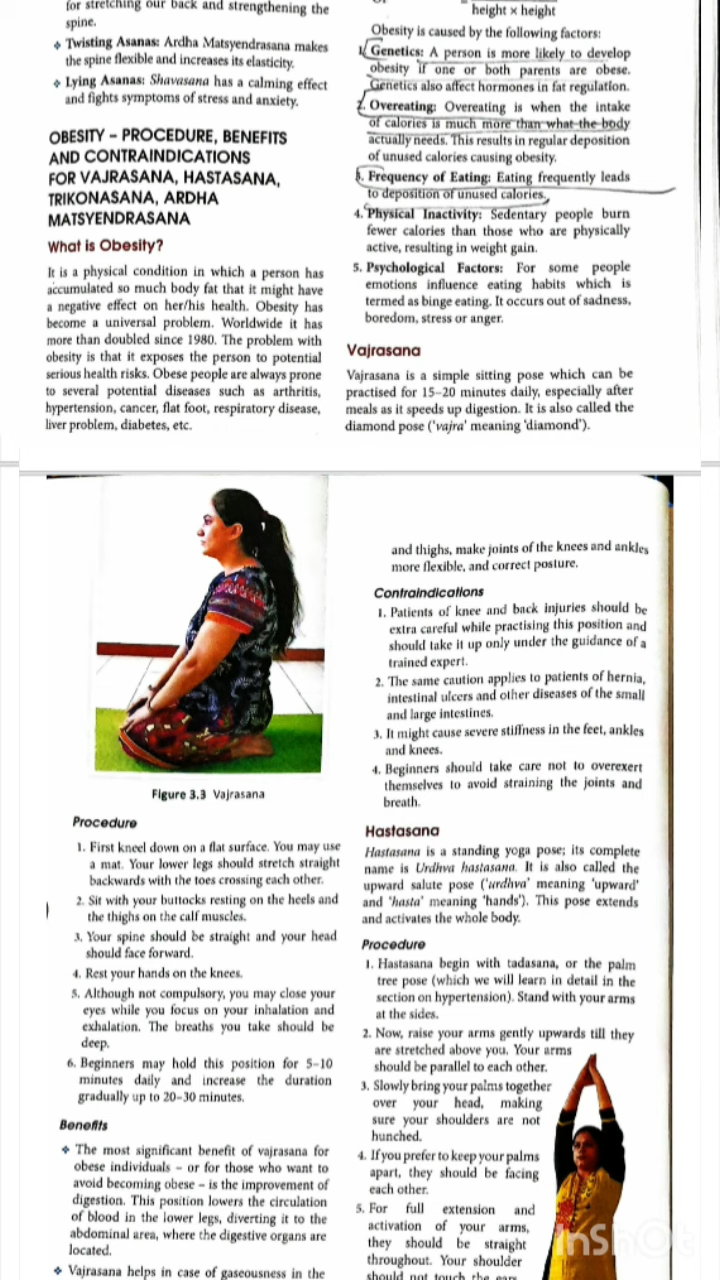 for stretching our back and strengthening the
spine.
❖ Twisting Asanas: Ardha Matsyendrasana makes
the spine flexible and increases its elasticity.
❖ Lying Asanas: Shavasana has a calming effect
and fights symptoms of stress and anxiety.
OBESITY – PROCEDURE, BENEFITS
AND CONTRAINDICATIONS
FOR VAJRASANA, HASTASANA,
TRIKONASANA, ARDHA
MATSYENDRASANA
What is Obesity?
It is a physical condition in which a person has
accumulated so much body fat that it might have
a negative effect on her/his health. Obesity has
become a universal problem. Worldwide it has
more than doubled since 1980. The problem with
obesity is that it exposes the person to potential
serious health risks. Obese people are always prone
to several potential diseases such as arthritis,
hypertension, cancer, flat foot, respiratory disease,
liver problem, diabetes, etc.
height × height
Obesity is caused by the following factors:
1. Genetics: A person is more likely to develop
obesity if one or both parents are obese.
Genetics also affect hormones in fat regulation.
2. Overeating: Overeating is when the intake
of calories is much more than what the body
actually needs. This results in regular deposition
of unused calories causing obesity.
3. Frequency of Eating: Eating frequently leads
to deposition of unused calories.
4. Physical Inactivity: Sedentary people burn
fewer calories than those who are physically
active, resulting in weight gain.
5. Psychological Factors: For some people
emotions influence eating habits which is
termed as binge eating. It occurs out of sadness,
boredom, stress or anger.
Vajrasana
Vajrasana is a simple sitting pose which can be
practised for 15–20 minutes daily, especially after
meals as it speeds up digestion. It is also called the
diamond pose ('vajra' meaning 'diamond').
Figure 3.3 Vajrasana
Procedure
1. First kneel down on a flat surface. You may use
a mat. Your lower legs should stretch straight
backwards with the toes crossing each other.
2. Sit with your buttocks resting on the heels and
the thighs on the calf muscles.
3. Your spine should be straight and your head
should face forward.
4. Rest your hands on the knees.
5. Although not compulsory, you may close your
eyes while you focus on your inhalation and
exhalation. The breaths you take should be
deep.
6. Beginners may hold this position for 5–10
minutes daily and increase the duration
gradually up to 20–30 minutes.
Benefits
❖ The most significant benefit of vajrasana for
obese individuals – or for those who want to
avoid becoming obese – is the improvement of
digestion. This position lowers the circulation
of blood in the lower legs, diverting it to the
abdominal area, where the digestive organs are
located.
❖ Vajrasana helps in case of gaseousness in the
and thighs, make joints of the knees and ankles
more flexible, and correct posture.
Contraindications
1. Patients of knee and back injuries should be
extra careful while practising this position and
should take it up only under the guidance of a
trained expert.
2. The same caution applies to patients of hernia,
intestinal ulcers and other diseases of the small
and large intestines.
3. It might cause severe stiffness in the feet, ankles
and knees.
4. Beginners should take care not to overexert
themselves to avoid straining the joints and
breath.
Hastasana
Hastasana is a standing yoga pose; its complete
name is Urdhva hastasana. It is also called the
upward salute pose ('urdhva' meaning 'upward'
and 'hasta' meaning 'hands'). This pose extends
and activates the whole body.
Procedure
1. Hastasana begin with tadasana, or the palm
tree pose (which we will learn in detail in the
section on hypertension). Stand with your arms
at the sides.
2. Now, raise your arms gently upwards till they
are stretched above you. Your arms
should be parallel to each other.
3. Slowly bring your palms together
over your head, making
sure your shoulders are not
hunched.
4. If you prefer to keep your palms
apart, they should be facing
each other.
5. For full extension and
activation of your arms,
they should be straight
throughout. Your shoulder
should not touch the ears
InShOt